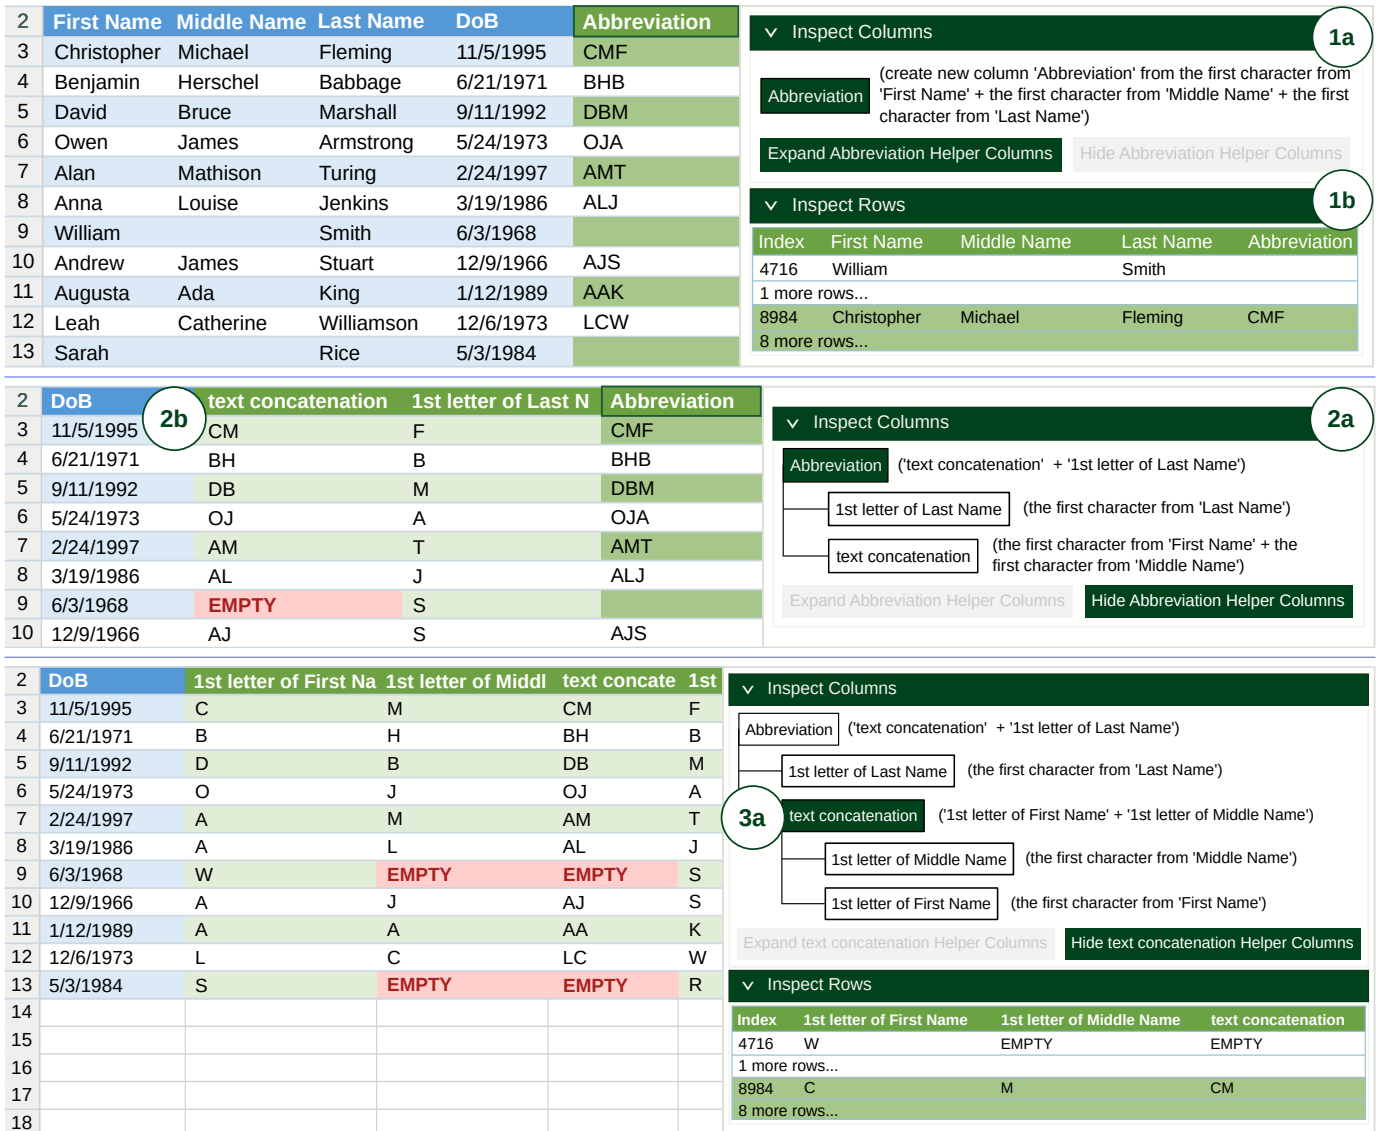 2 First Name Middle Name Last Name DoB Abbreviation
3 Christopher Michael Fleming 11/5/1995 CMF
4 Benjamin Herschel Babbage 6/21/1971 BHB
5 David Bruce Marshall 9/11/1992 DBM
6 Owen James Armstrong 5/24/1973 OJA
7 Alan Mathison Turing 2/24/1997 AMT
8 Anna Louise Jenkins 3/19/1986 ALJ
9 William Smith 6/3/1968
10 Andrew James Stuart 12/9/1966 AJS
11 Augusta Ada King 1/12/1989 AAK
12 Leah Catherine Williamson 12/6/1973 LCW
13 Sarah Rice 5/3/1984
Inspect Columns
1a
Abbreviation
(create new column 'Abbreviation' from the first character from
'First Name' + the first character from 'Middle Name' + the first
character from 'Last Name')
Expand Abbreviation Helper Columns Hide Abbreviation Helper Columns
Inspect Rows
1b
Index First Name Middle Name Last Name Abbreviation
4716 William Smith
1 more rows...
8984 Christopher Michael Fleming CMF
8 more rows...
2 DoB text concatenation 1st letter of Last N Abbreviation
2b
3 11/5/1995 CM F CMF
4 6/21/1971 BH B BHB
5 9/11/1992 DB M DBM
6 5/24/1973 OJ A OJA
7 2/24/1997 AM T AMT
8 3/19/1986 AL J ALJ
9 6/3/1968 EMPTY S
10 12/9/1966 AJ S AJS
Inspect Columns
2a
Abbreviation ('text concatenation' + '1st letter of Last Name')
1st letter of Last Name (the first character from 'Last Name')
text concatenation
(the first character from 'First Name' + the
first character from 'Middle Name')
Expand Abbreviation Helper Columns Hide Abbreviation Helper Columns
2 DoB 1st letter of First Na 1st letter of Middl text concate 1st
3 11/5/1995 C M CM F
4 6/21/1971 B H BH B
5 9/11/1992 D B DB M
6 5/24/1973 O J OJ A
7 2/24/1997 A M AM T
8 3/19/1986 A L AL J
9 6/3/1968 W EMPTY EMPTY S
10 12/9/1966 A J AJ S
11 1/12/1989 A A AA K
12 12/6/1973 L C LC W
13 5/3/1984 S EMPTY EMPTY R
14
15
16
17
18
Inspect Columns
Abbreviation ('text concatenation' + '1st letter of Last Name')
1st letter of Last Name (the first character from 'Last Name')
3a
text concatenation ('1st letter of First Name' + '1st letter of Middle Name')
1st letter of Middle Name (the first character from 'Middle Name')
1st letter of First Name (the first character from 'First Name')
Expand text concatenation Helper Columns Hide text concatenation Helper Columns
Inspect Rows
Index 1st letter of First Name 1st letter of Middle Name text concatenation
4716 W EMPTY EMPTY
1 more rows...
8984 C M CM
8 more rows...